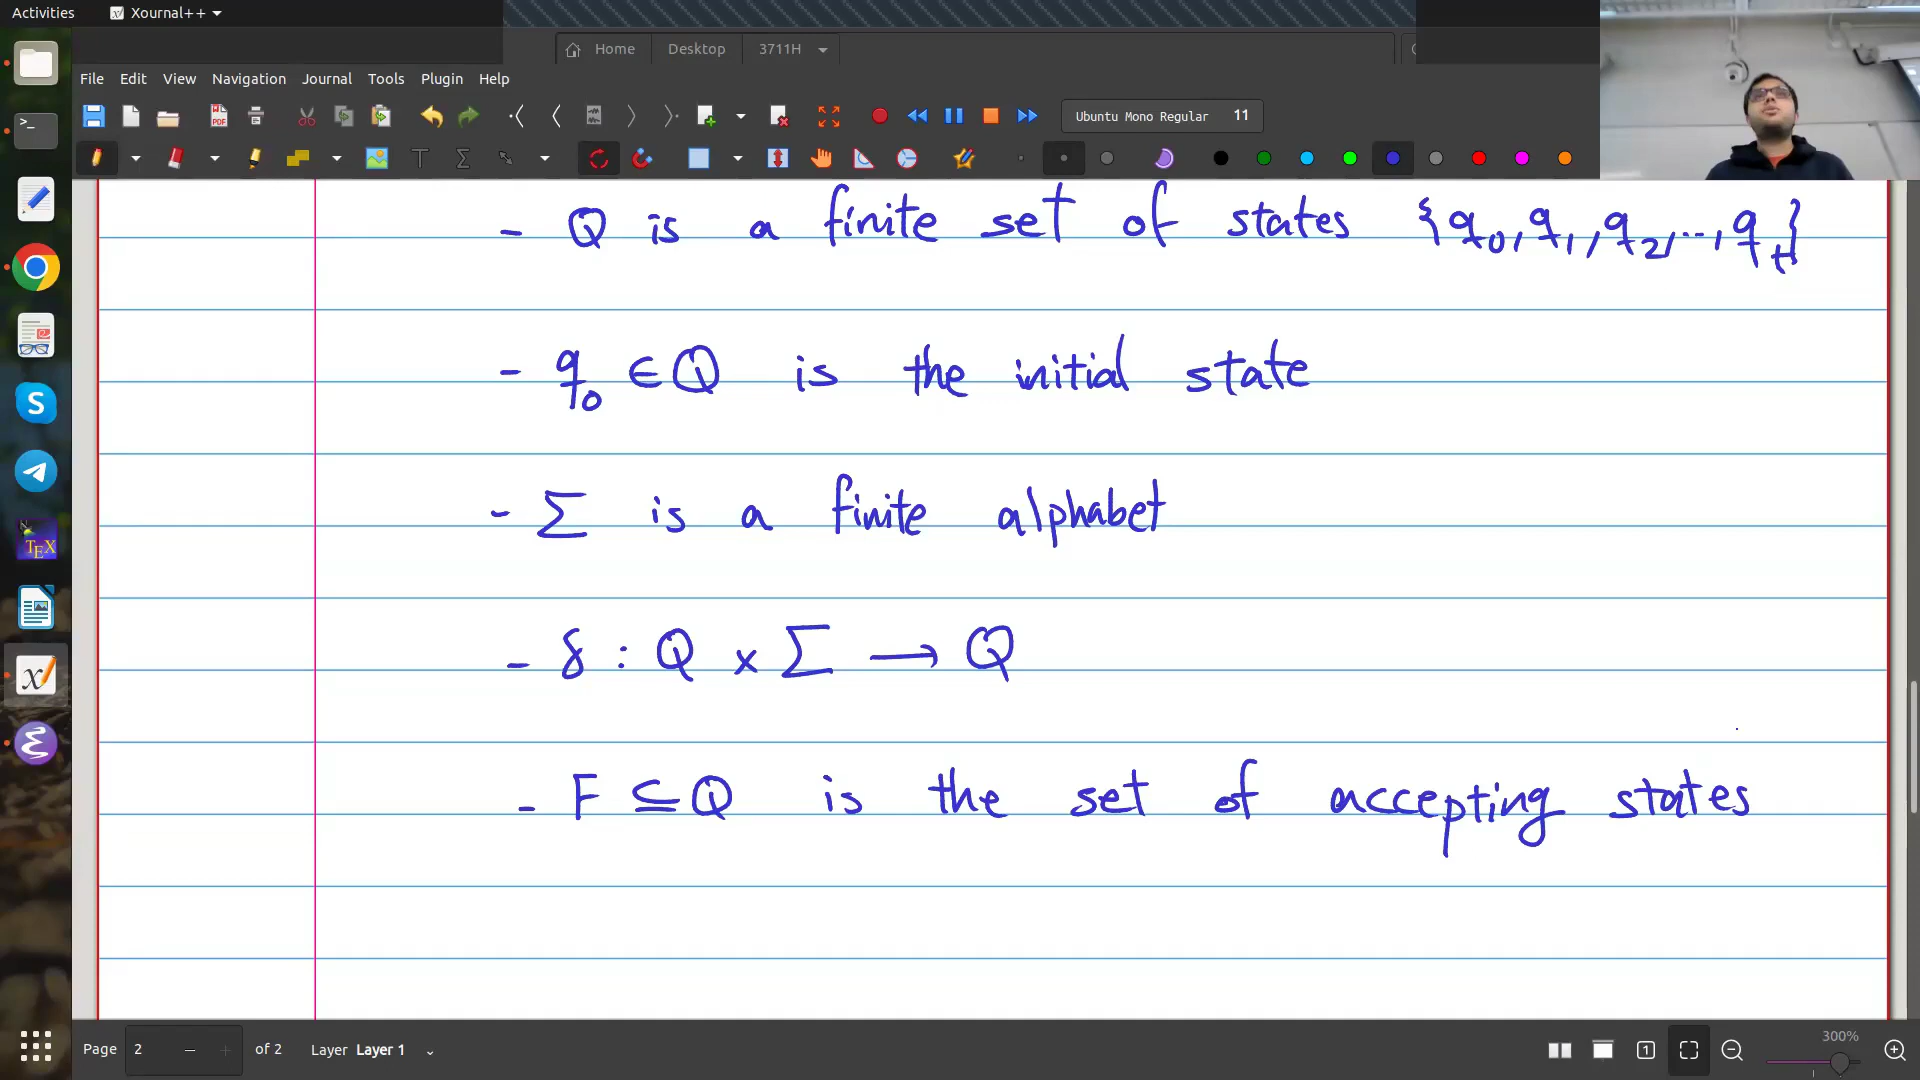 Activities Xournal++
Home Desktop 3711H
File Edit View Navigation Journal Tools Plugin Help
Ubuntu Mono Regular 11
- Q is a finite set of states {q₀, q₁, q₂, ..., qₜ}
- q₀ ∈ Q is the initial state
- Σ is a finite alphabet
- δ : Q × Σ → Q
- F ⊆ Q is the set of accepting states
Page 2 of 2 Layer Layer 1 300%